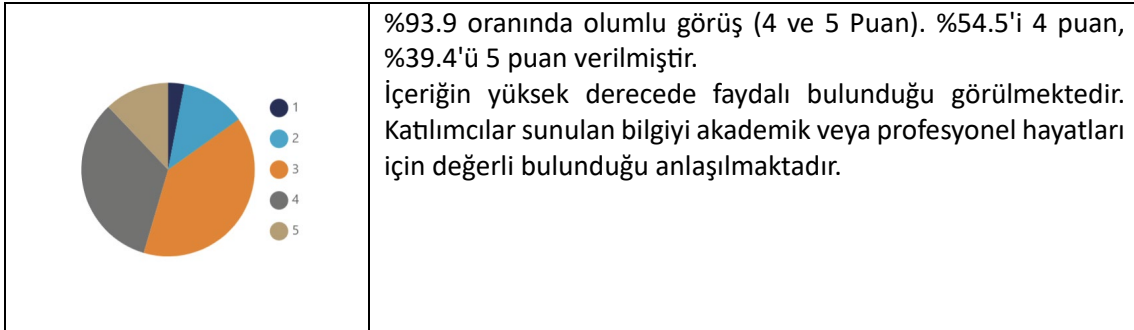 %93.9 oranında olumlu görüş (4 ve 5 Puan). %54.5'i 4 puan,
%39.4'ü 5 puan verilmiştir.
İçeriğin yüksek derecede faydalı bulunduğu görülmektedir.
Katılımcılar sunulan bilgiyi akademik veya profesyonel hayatları
için değerli bulunduğu anlaşılmaktadır.
1
2
3
4
5